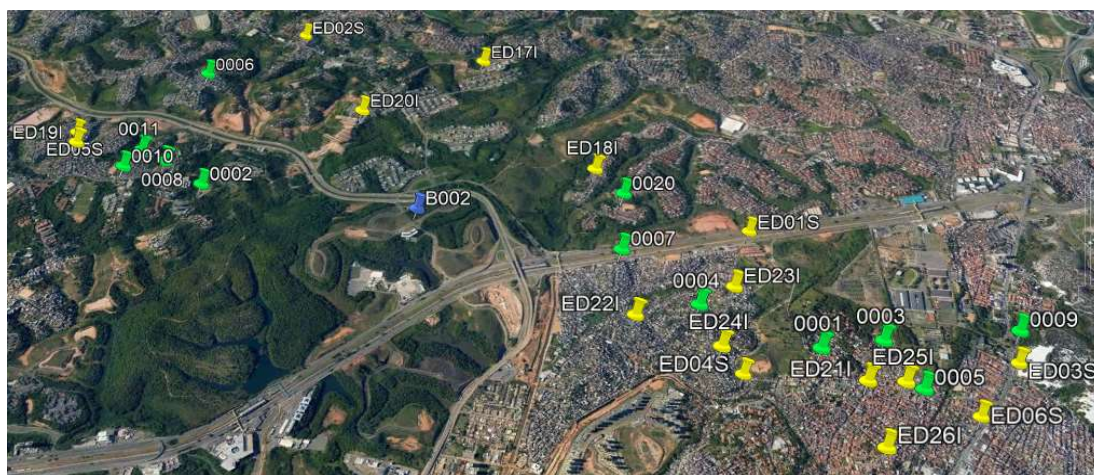 ED02S
ED17I
0006
ED20I
ED19I
0011
ED05S
0010
ED18I
0008
0002
0020
B002
ED01S
0007
ED23I
0004
ED22I
0003
0009
0001
ED24I
ED25I
ED03S
ED04S
ED21I
0005
ED06S
ED26I